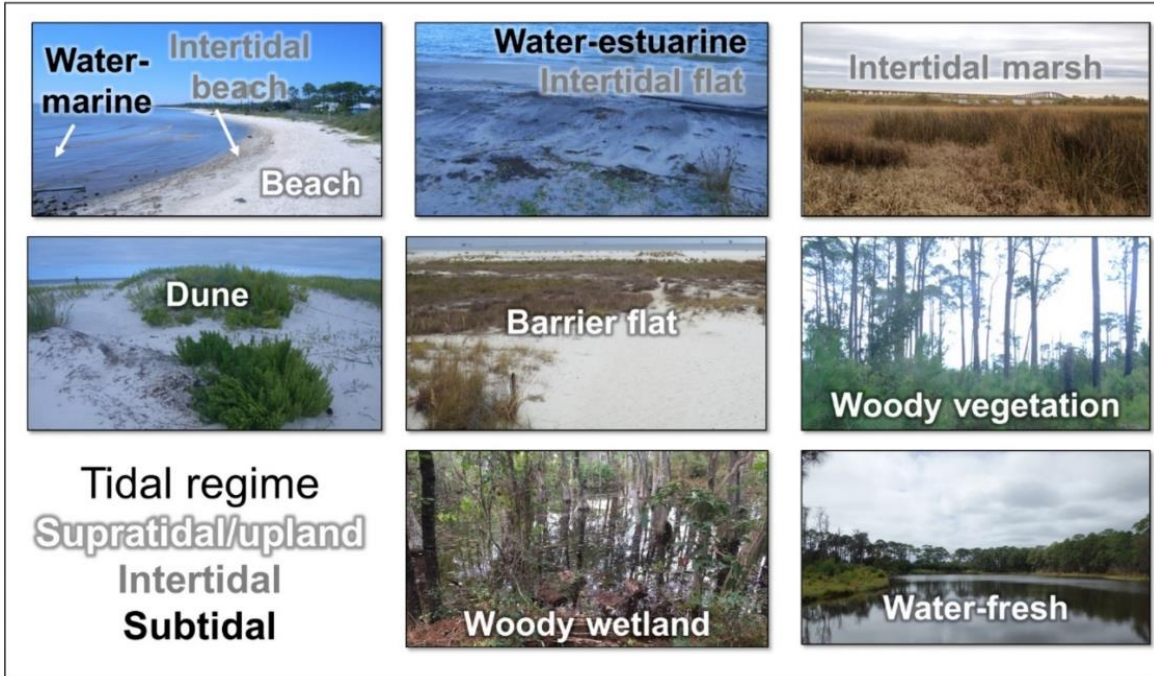 Water-
marine
Intertidal
beach
Beach
Water-estuarine
Intertidal flat
Intertidal marsh
Dune
Barrier flat
Woody vegetation
Tidal regime
Supratidal/upland
Intertidal
Subtidal
Woody wetland
Water-fresh